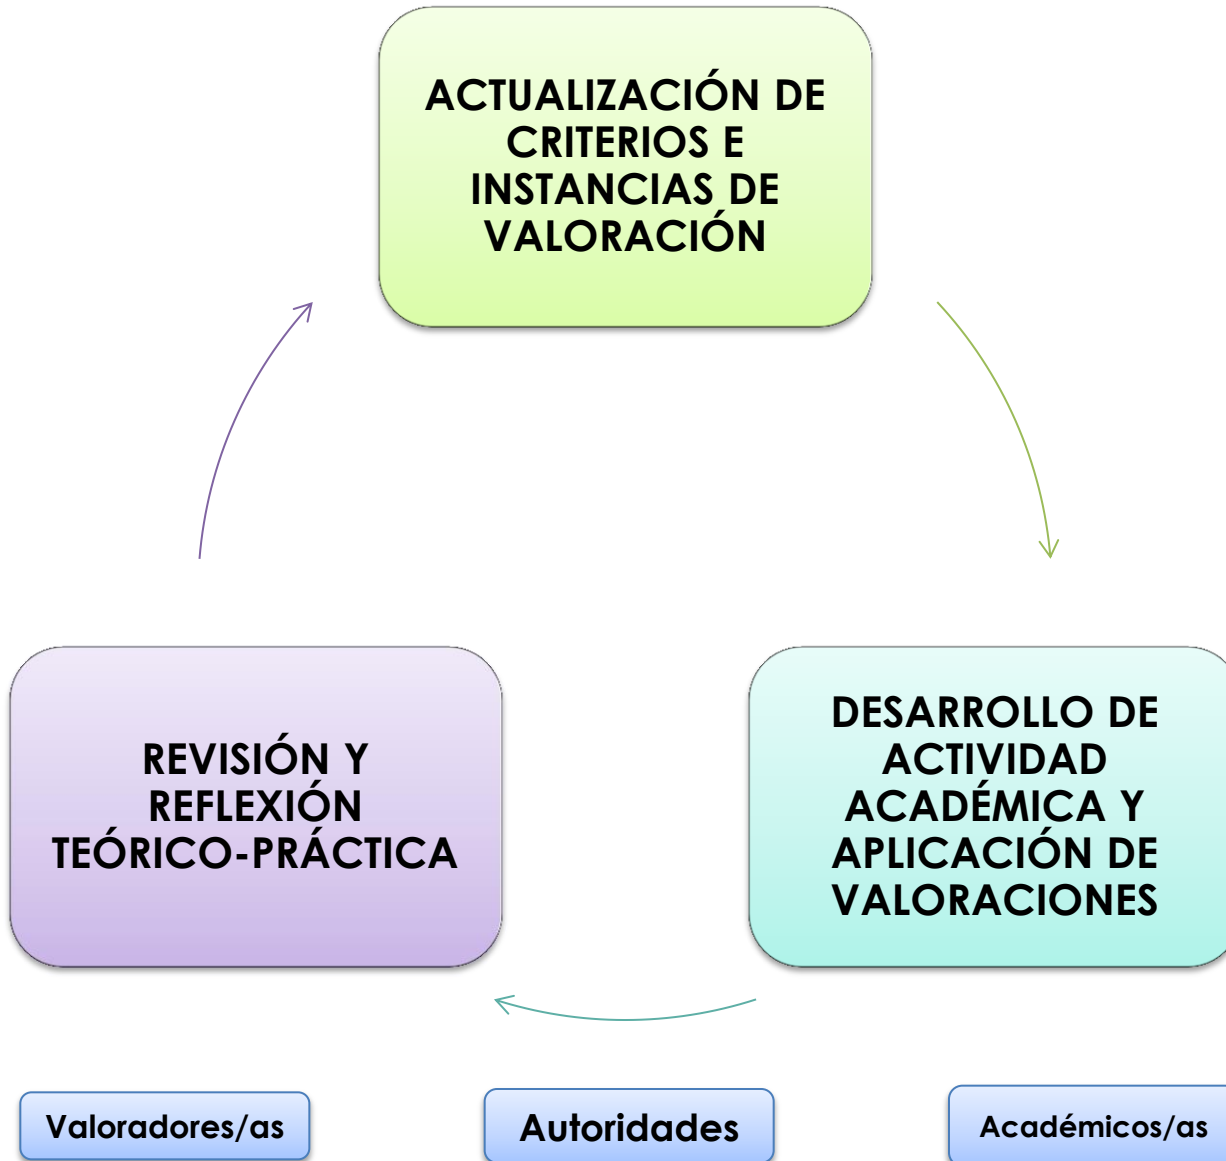 ACTUALIZACIÓN DE
CRITERIOS E
INSTANCIAS DE
VALORACIÓN
REVISIÓN Y
REFLEXIÓN
TEÓRICO-PRÁCTICA
DESARROLLO DE
ACTIVIDAD
ACADÉMICA Y
APLICACIÓN DE
VALORACIONES
Valoradores/as
Autoridades
Académicos/as